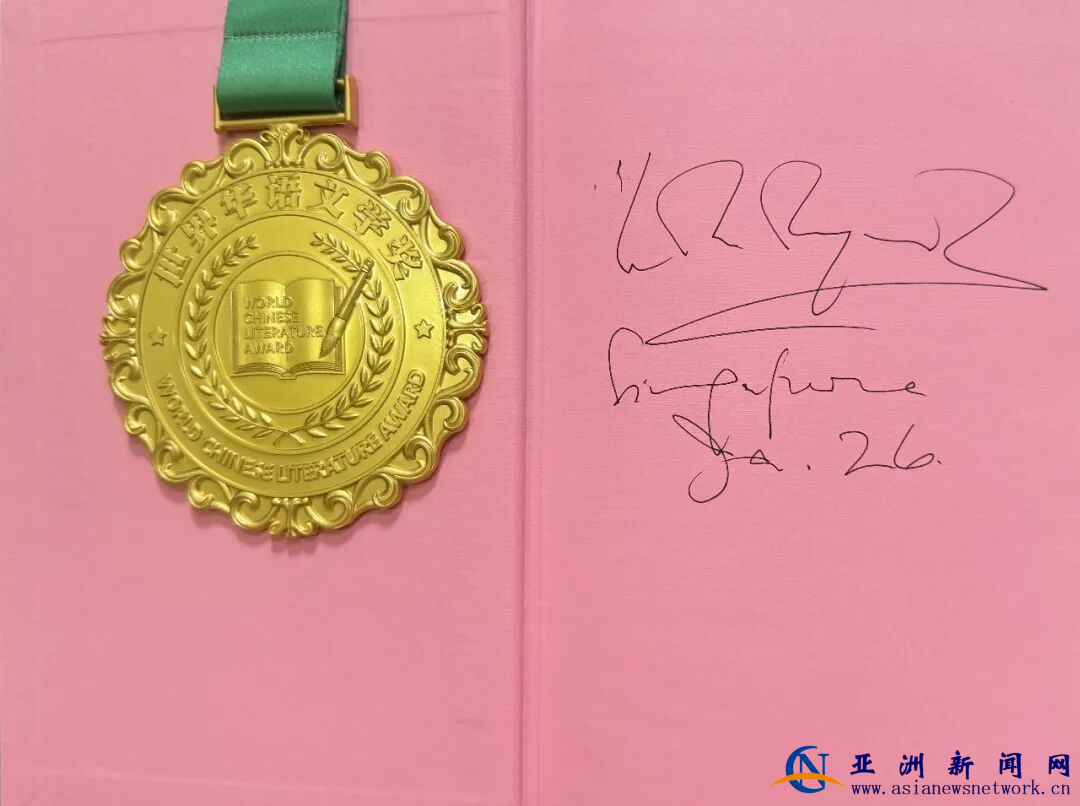 世界华语文学奖
WORLD
CHINESE
LITERATURE
AWARD
WORLD CHINESE LITERATURE AWARD
Singapore
Ja. 26.
亚洲新闻网
www.asianewsnetwork.cn